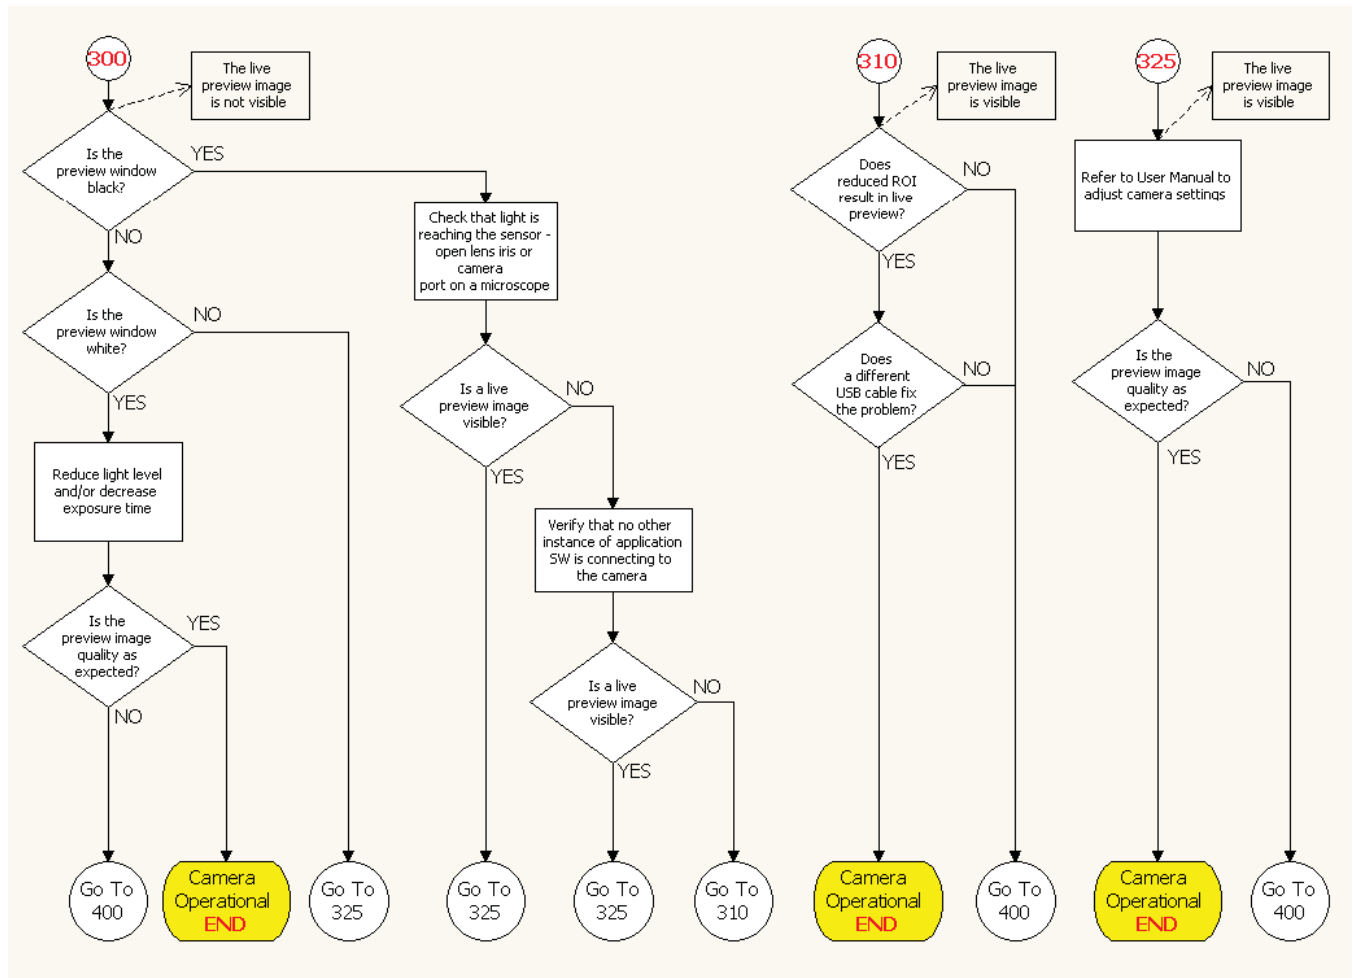 300
The live
preview image
is not visible
Is the
preview window
black?
YES
NO
Is the
preview window
white?
NO
YES
Reduce light level
and/or decrease
exposure time
Is the
preview image
quality as
expected?
YES
NO
Go To
400
Camera
Operational
END
Go To
325
Check that light is
reaching the sensor -
open lens iris or
camera
port on a microscope
Is a live
preview image
visible?
NO
YES
Go To
325
Verify that no other
instance of application
SW is connecting to
the camera
Is a live
preview image
visible?
NO
YES
Go To
325
Go To
310
310
The live
preview image
is visible
Does
reduced ROI
result in live
preview?
NO
YES
Does
a different
USB cable fix
the problem?
NO
YES
Camera
Operational
END
Go To
400
325
The live
preview image
is visible
Refer to User Manual to
adjust camera settings
Is the
preview image
quality as
expected?
NO
YES
Camera
Operational
END
Go To
400